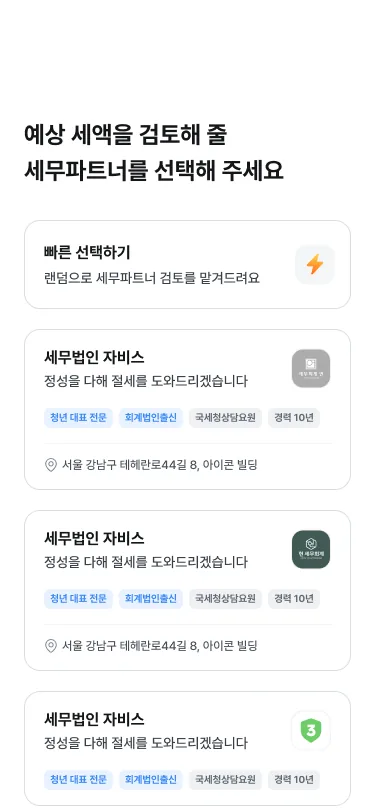 예상 세액을 검토해 줄
세무파트너를 선택해 주세요
빠른 선택하기
랜덤으로 세무파트너 검토를 맡겨드려요
세무법인 자비스
정성을 다해 절세를 도와드리겠습니다
청년 대표 전문 회계법인출신 국세청상담요원 경력 10년
서울 강남구 테헤란로44길 8, 아이콘 빌딩
세무법인 자비스
정성을 다해 절세를 도와드리겠습니다
청년 대표 전문 회계법인출신 국세청상담요원 경력 10년
서울 강남구 테헤란로44길 8, 아이콘 빌딩
세무법인 자비스
3
정성을 다해 절세를 도와드리겠습니다
청년 대표 전문 회계법인출신 국세청상담요원 경력 10년